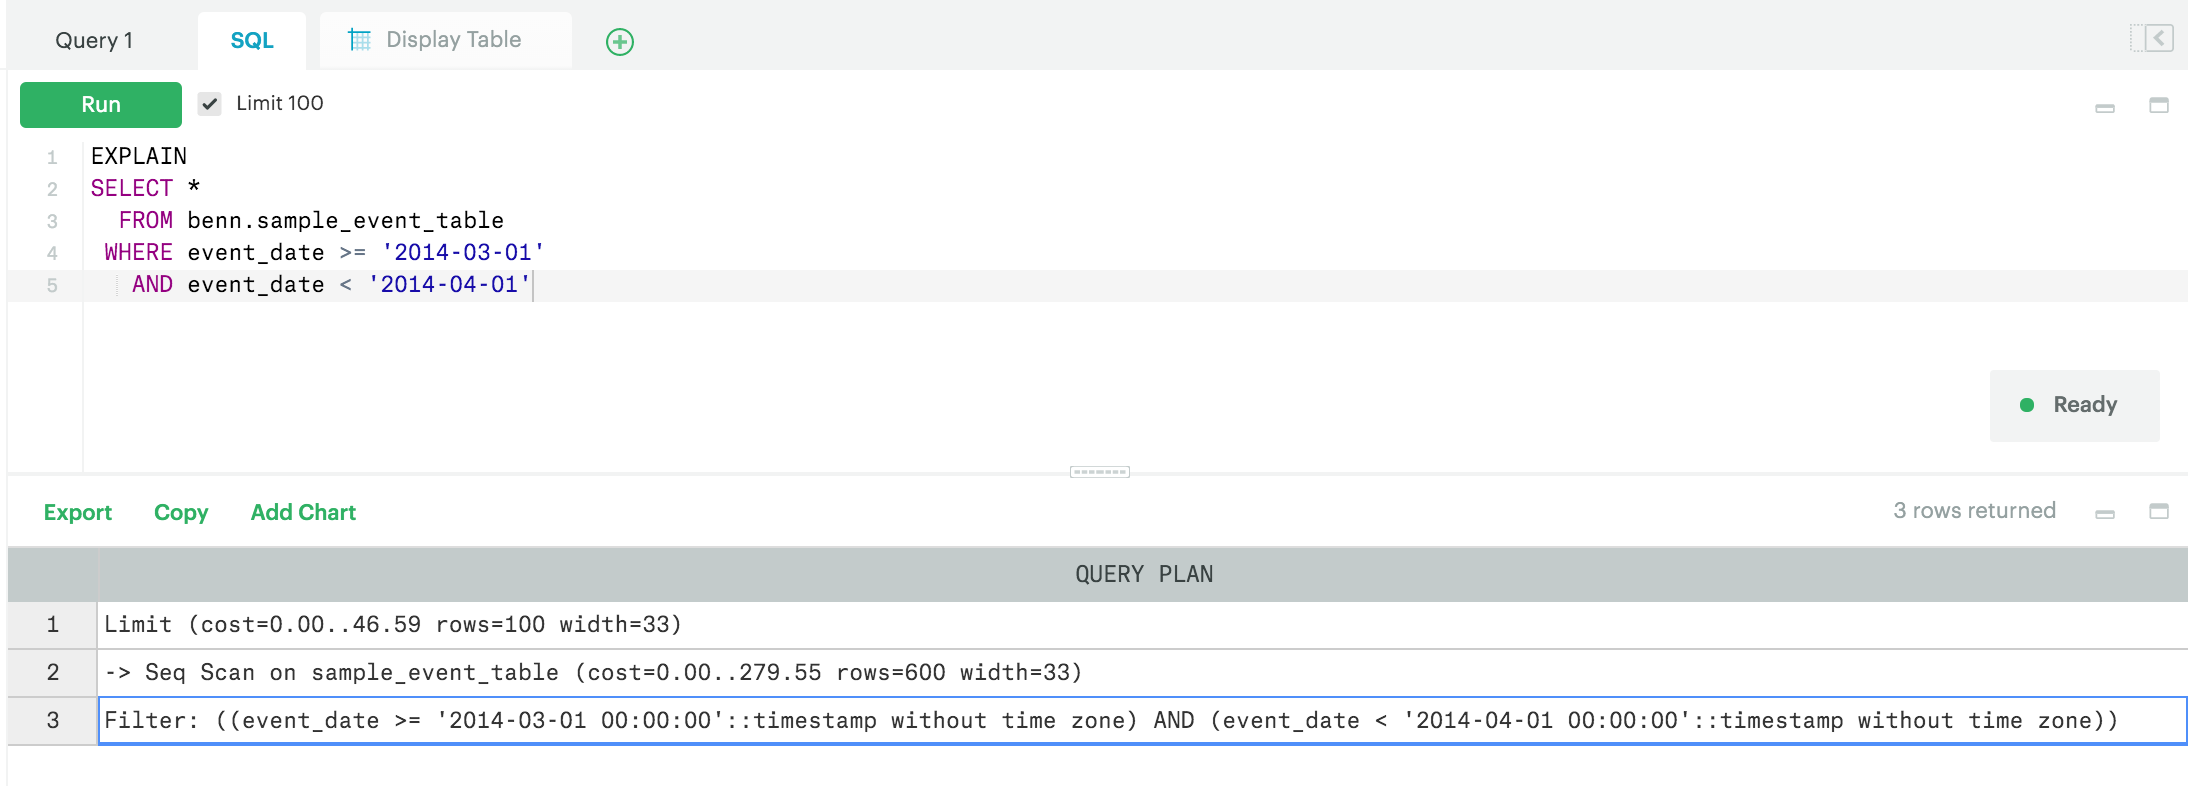 Query 1 SQL Display Table
Run Limit 100
1 EXPLAIN
2 SELECT *
3 FROM benn.sample_event_table
4 WHERE event_date >= '2014-03-01'
5 AND event_date < '2014-04-01'
Ready
Export Copy Add Chart 3 rows returned
QUERY PLAN
1 Limit (cost=0.00..46.59 rows=100 width=33)
2 -> Seq Scan on sample_event_table (cost=0.00..279.55 rows=600 width=33)
3 Filter: ((event_date >= '2014-03-01 00:00:00'::timestamp without time zone) AND (event_date < '2014-04-01 00:00:00'::timestamp without time zone))